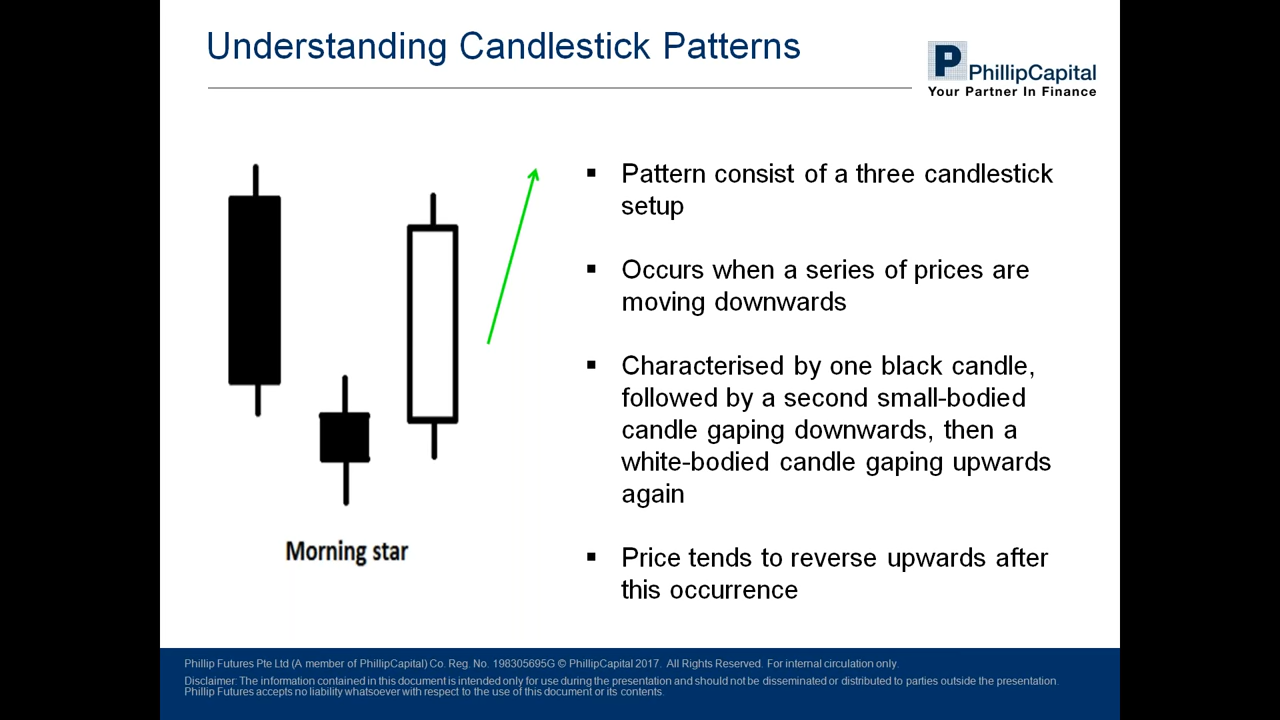 Understanding Candlestick Patterns
P
PhillipCapital
Your Partner In Finance
▪ Pattern consist of a three candlestick
setup
▪ Occurs when a series of prices are
moving downwards
▪ Characterised by one black candle,
followed by a second small-bodied
candle gaping downwards, then a
white-bodied candle gaping upwards
again
▪ Price tends to reverse upwards after
this occurrence
Morning star
Phillip Futures Pte Ltd (A member of PhillipCapital) Co. Reg. No. 198305695G © PhillipCapital 2017. All Rights Reserved. For internal circulation only.
Disclaimer: The information contained in this document is intended only for use during the presentation and should not be disseminated or distributed to parties outside the presentation.
Phillip Futures accepts no liability whatsoever with respect to the use of this document or its contents.